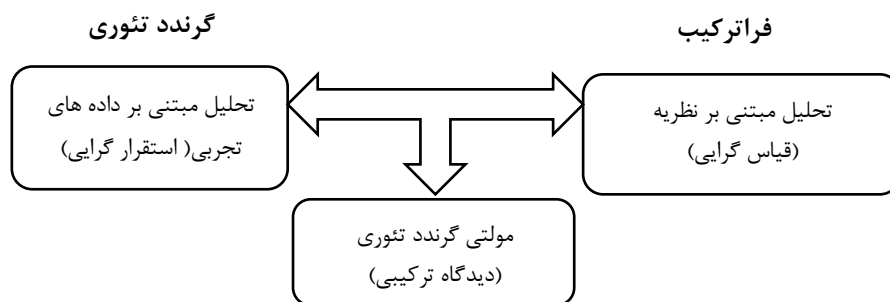 فراترکیب
گرندد تئوری
تحلیل مبتنی بر نظریه
(قیاس گرایی)
تحلیل مبتنی بر داده های
تجربی( استقرار گرایی)
مولتی گرندد تئوری
(دیدگاه ترکیبی)